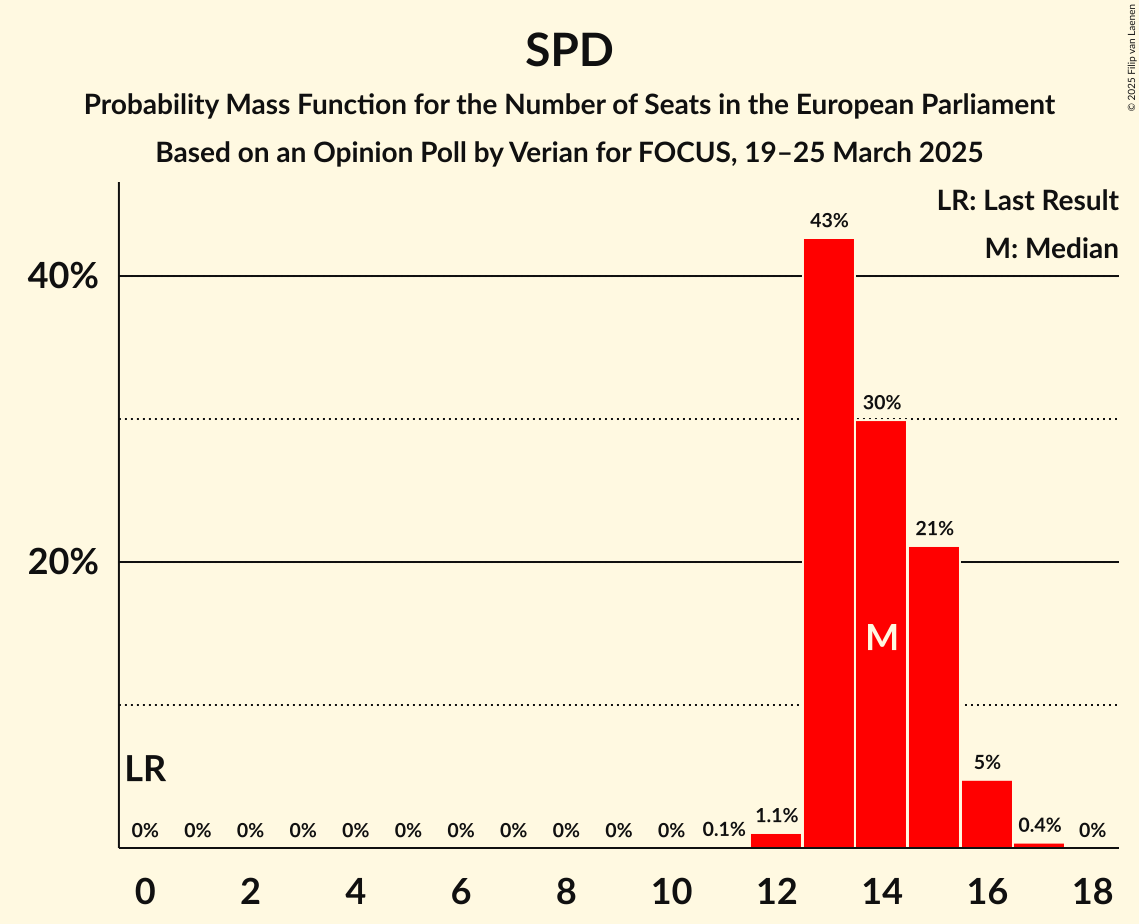 SPD
Probability Mass Function for the Number of Seats in the European Parliament
Based on an Opinion Poll by Verian for FOCUS, 19–25 March 2025
© 2025 Filip van Laenen
LR: Last Result
M: Median
43%
40%
30%
21%
20%
M
LR
5%
1.1%
0% 0% 0% 0% 0% 0% 0% 0% 0% 0% 0% 0.1% 0.4% 0%
0 2 4 6 8 10 12 14 16 18